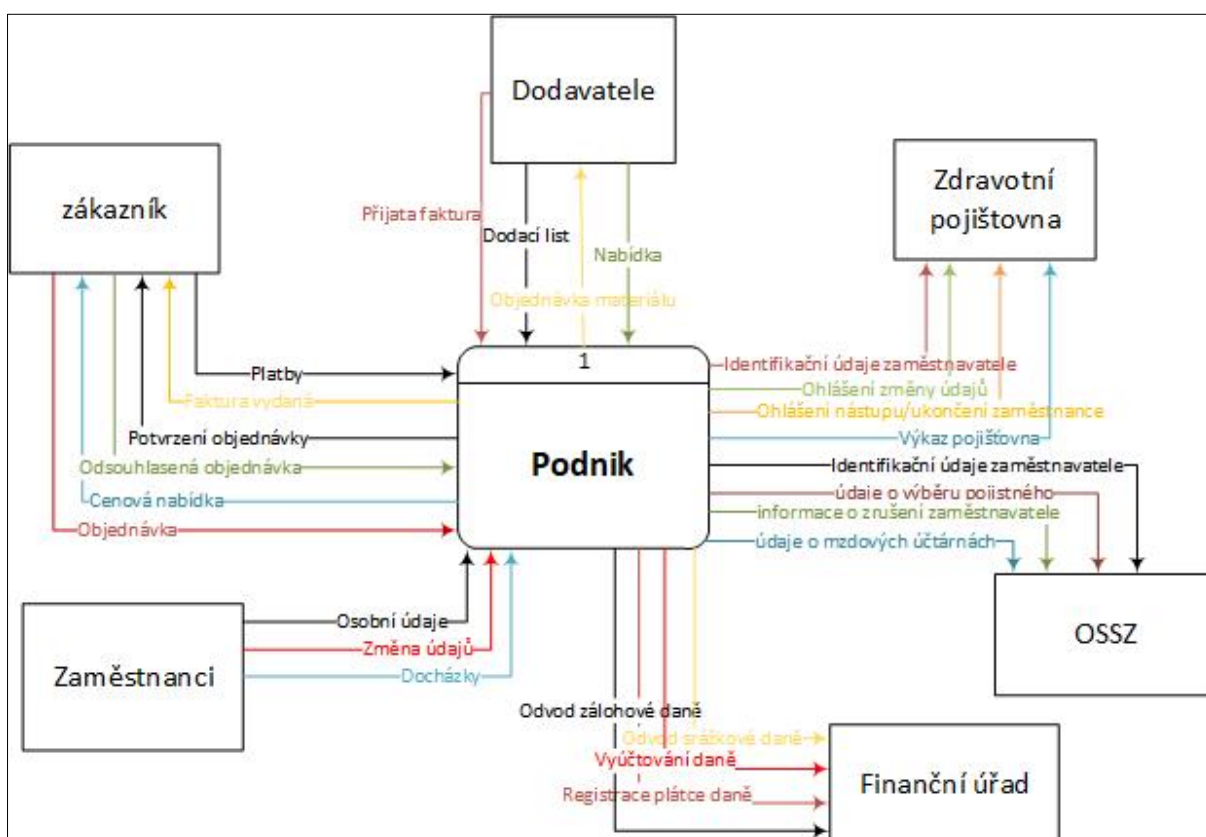 Dodavatele
zákazník
Zdravotní
pojištovna
Přijata faktura
Dodací list
Nabídka
Objednávka materiálu
1
Podnik
Platby
Faktura vydaná
Potvrzení objednávky
Odsouhlasená objednávka
Cenová nabídka
Objednávka
Identifikační údaje zaměstnavatele
Ohlášení změny údajů
Ohlášení nástupu/ukončení zaměstnance
Výkaz pojišťovna
Identifikační údaje zaměstnavatele
údaje o výběru pojistného
informace o zrušení zaměstnavatele
údaje o mzdových účtárnách
OSSZ
Zaměstnanci
Osobní údaje
Změna údajů
Docházky
Odvod zálohové daně
Odvod srážkové daně
Vyúčtování daně
Registrace plátce daně
Finanční úřad